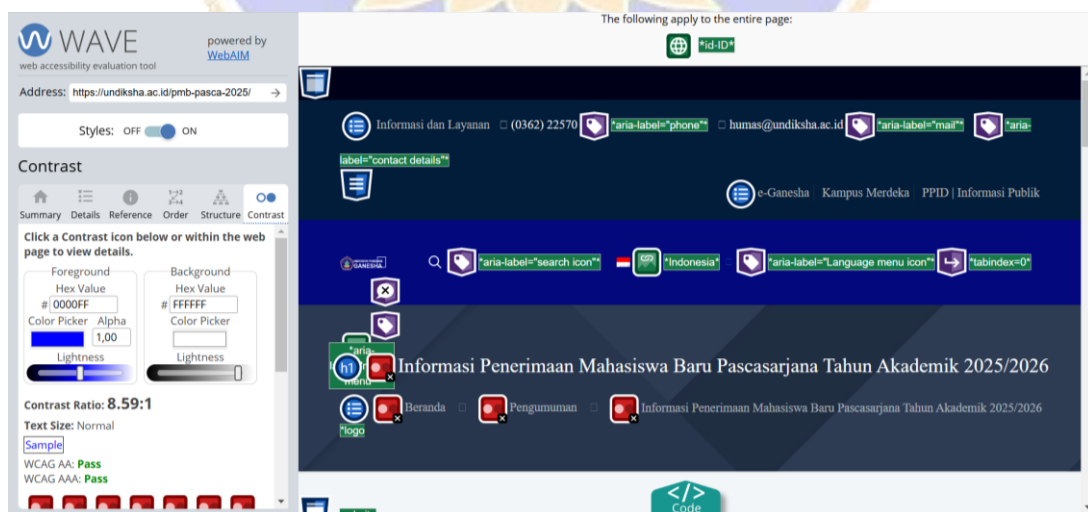 The following apply to the entire page:
*id-ID*
WAVE
powered by
WebAIM
web accessibility evaluation tool
Address: https://undiksha.ac.id/pmb-pasca-2025/
Styles: OFF ON
Contrast
Summary Details Reference Order Structure Contrast
Click a Contrast icon below or within the web
page to view details.
Foreground
Hex Value
# 0000FF
Color Picker Alpha
1,00
Lightness
Background
Hex Value
# FFFFFF
Color Picker
Lightness
Contrast Ratio: 8.59:1
Text Size: Normal
Sample
WCAG AA: Pass
WCAG AAA: Pass
Informasi dan Layanan (0362) 22570 *aria-label="phone"* humas@undiksha.ac.id *aria-label="mail"* *aria-
label="contact details"*
e-Ganesha Kampus Merdeka PPID | Informasi Publik
GANESHA
*aria-label="search icon"* *Indonesia* *aria-label="Language menu icon"* *tabindex=0*
*aria-
menu
h1 Informasi Penerimaan Mahasiswa Baru Pascasarjana Tahun Akademik 2025/2026
Beranda Pengumuman Informasi Penerimaan Mahasiswa Baru Pascasarjana Tahun Akademik 2025/2026
*logo
</>
Code